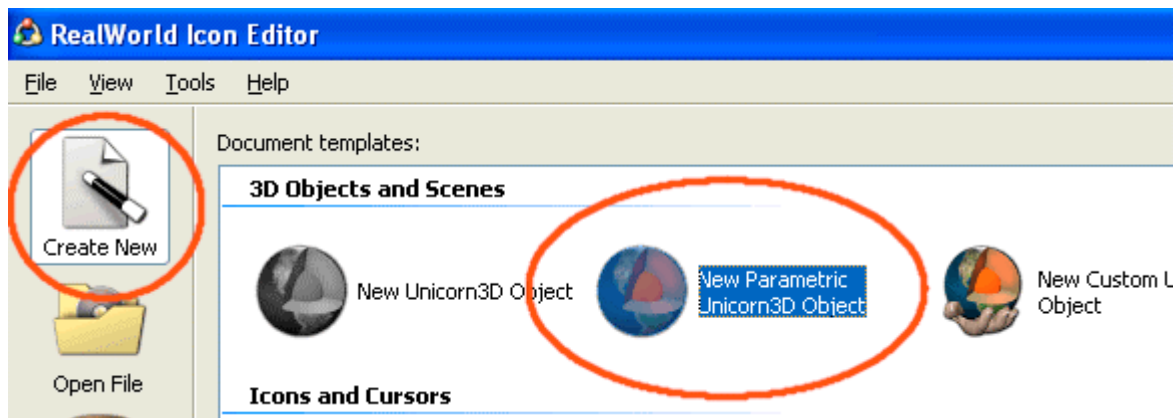 RealWorld Icon Editor
File View Tools Help
Document templates:
3D Objects and Scenes
Create New
New Unicorn3D Object
New Parametric
Unicorn3D Object
New Custom
Object
Open File
Icons and Cursors